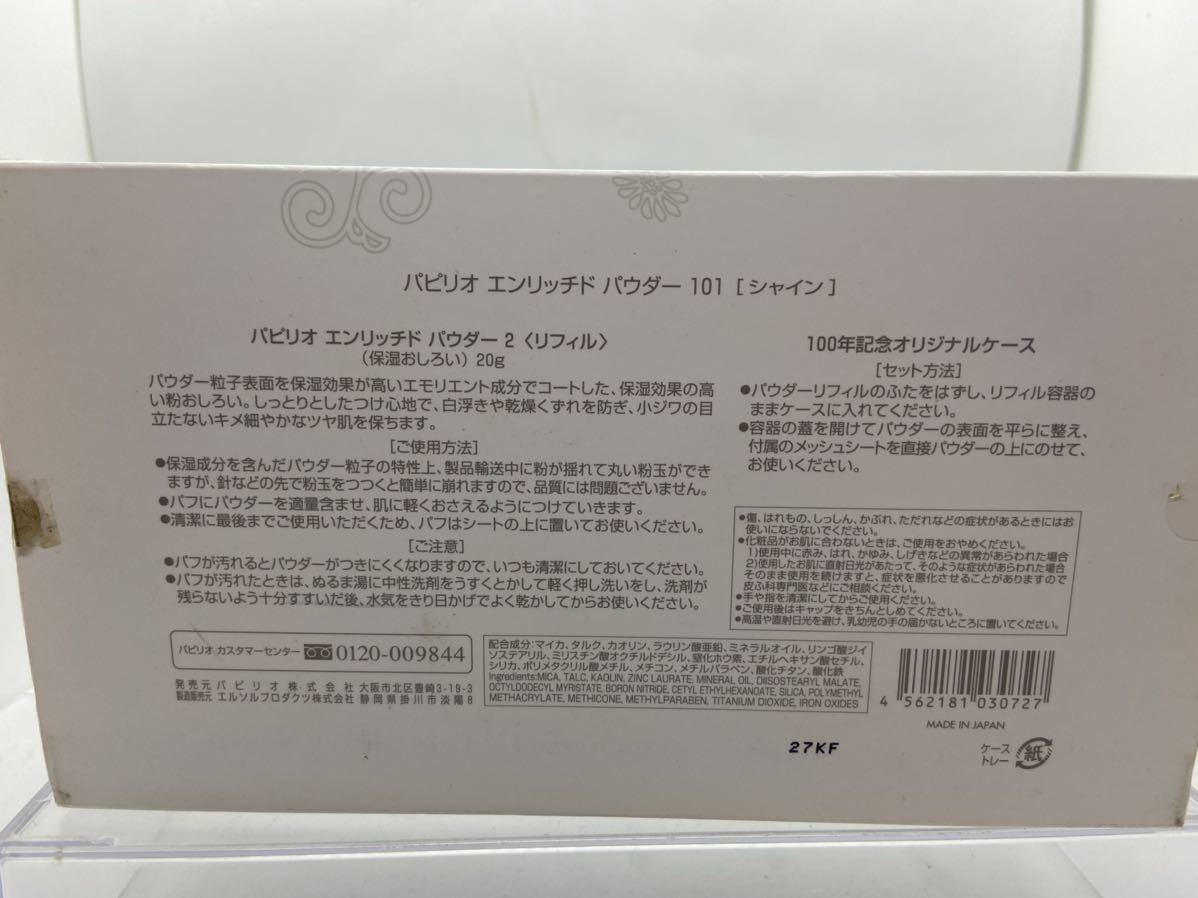 パピリオ エンリッチド パウダー 101 [ シャイン ]
パピリオ エンリッチド パウダー 2 〈リフィル〉
（保湿おしろい）20g
パウダー粒子表面を保湿効果が高いエモリエント成分でコートした、保湿効果の高
い粉おしろい。しっとりとしたつけ心地で、白浮きや乾燥くずれを防ぎ、小ジワの目
立たないキメ細やかなツヤ肌を保ちます。
[ご使用方法]
●保湿成分を含んだパウダー粒子の特性上、製品輸送中に粉が揺れて丸い粉玉ができ
ますが、針などの先で粉玉をつつくと簡単に崩れますので、品質には問題ございません。
●パフにパウダーを適量含ませ、肌に軽くおさえるようにつけていきます。
●清潔に最後までご使用いただくため、パフはシートの上に置いてお使いください。
[ご注意]
●パフが汚れるとパウダーがつきにくくなりますので、いつも清潔にしておいてください。
●パフが汚れたときは、ぬるま湯に中性洗剤をうすくとかして軽く押し洗いをし、洗剤が
残らないよう十分すすいだ後、水気をきり日かげでよく乾かしてからお使いください。
パピリオ カスタマーセンター 0120-009844
発売元 パピリオ株式会社 大阪市北区豊崎3-19-3
製造販売元 エルソルプロダクツ株式会社 静岡県掛川市淡陽8
配合成分：マイカ、タルク、カオリン、ラウリン酸亜鉛、ミネラルオイル、リンゴ酸ジイ
ソステアリル、ミリスチン酸オクチルドデシル、窒化ホウ素、エチルヘキサン酸セチル、
シリカ、ポリメタクリル酸メチル、メチコン、メチルパラベン、酸化チタン、酸化鉄
Ingredients:MICA, TALC, KAOLIN, ZINC LAURATE, MINERAL OIL, DIISOSTEARYL MALATE,
OCTYLDODECYL MYRISTATE, BORON NITRIDE, CETYL ETHYLHEXANOATE, SILICA, POLYMETHYL
METHACRYLATE, METHICONE, METHYLPARABEN, TITANIUM DIOXIDE, IRON OXIDES
100年記念オリジナルケース
[セット方法]
●パウダーリフィルのふたをはずし、リフィル容器の
ままケースに入れてください。
●容器の蓋を開けてパウダーの表面を平らに整え、
付属のメッシュシートを直接パウダーの上にのせて、
お使いください。
●傷、はれもの、しっしん、かぶれ、ただれなどの症状があるときにはお
使いにならないでください。
●化粧品がお肌に合わないときは、ご使用をおやめください。
1)使用中に赤み、はれ、かゆみ、しげきなどの異常があらわれた場合
2)使用したお肌に直射日光があたって、そのような症状があらわれた場合
そのまま使用を続けますと、症状を悪化させることがありますので
皮ふ科専門医などにご相談ください。
●手や指を清潔にしてからご使用ください。
●ご使用後はキャップをきちんとしめてください。
●高温や直射日光を避け、乳幼児の手の届かないところに置いてください。
4 562181 030727
MADE IN JAPAN
27KF
ケース
トレー
紙